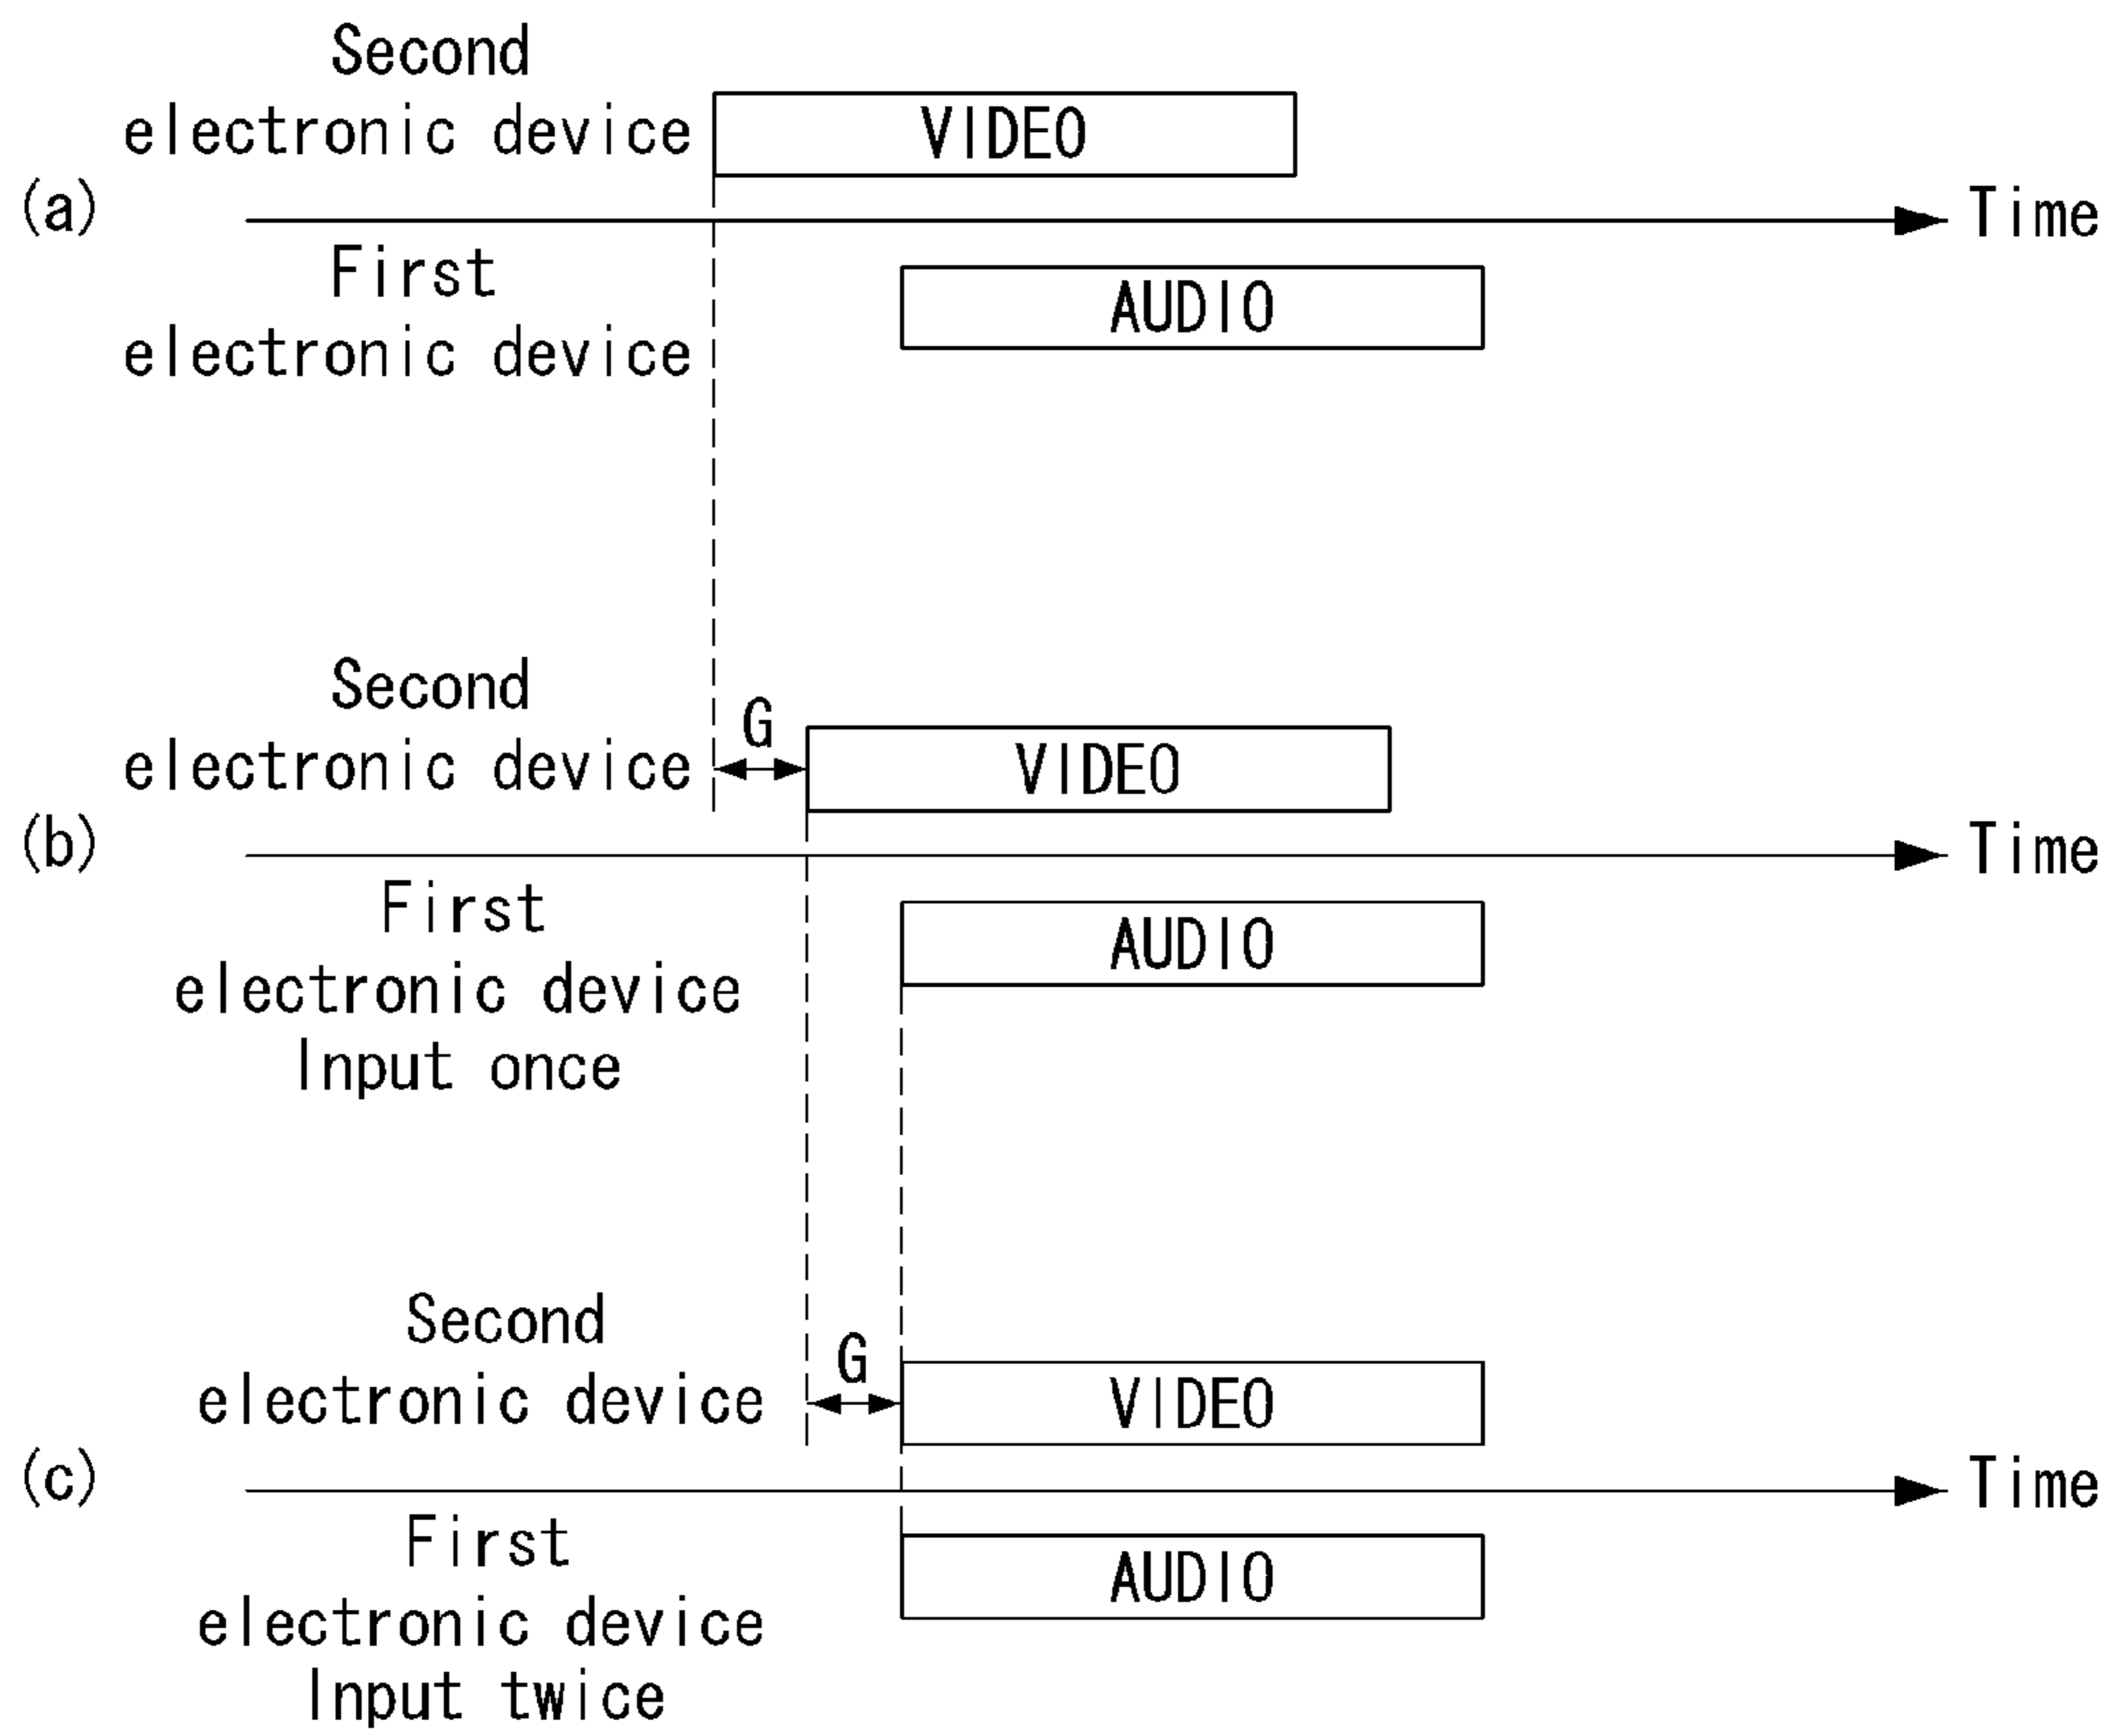 Second
electronic device
VIDEO
(a)
Time
First
electronic device
AUDIO
Second
electronic device
G
VIDEO
(b)
Time
First
electronic device
Input once
AUDIO
Second
electronic device
G
VIDEO
(c)
Time
First
electronic device
Input twice
AUDIO